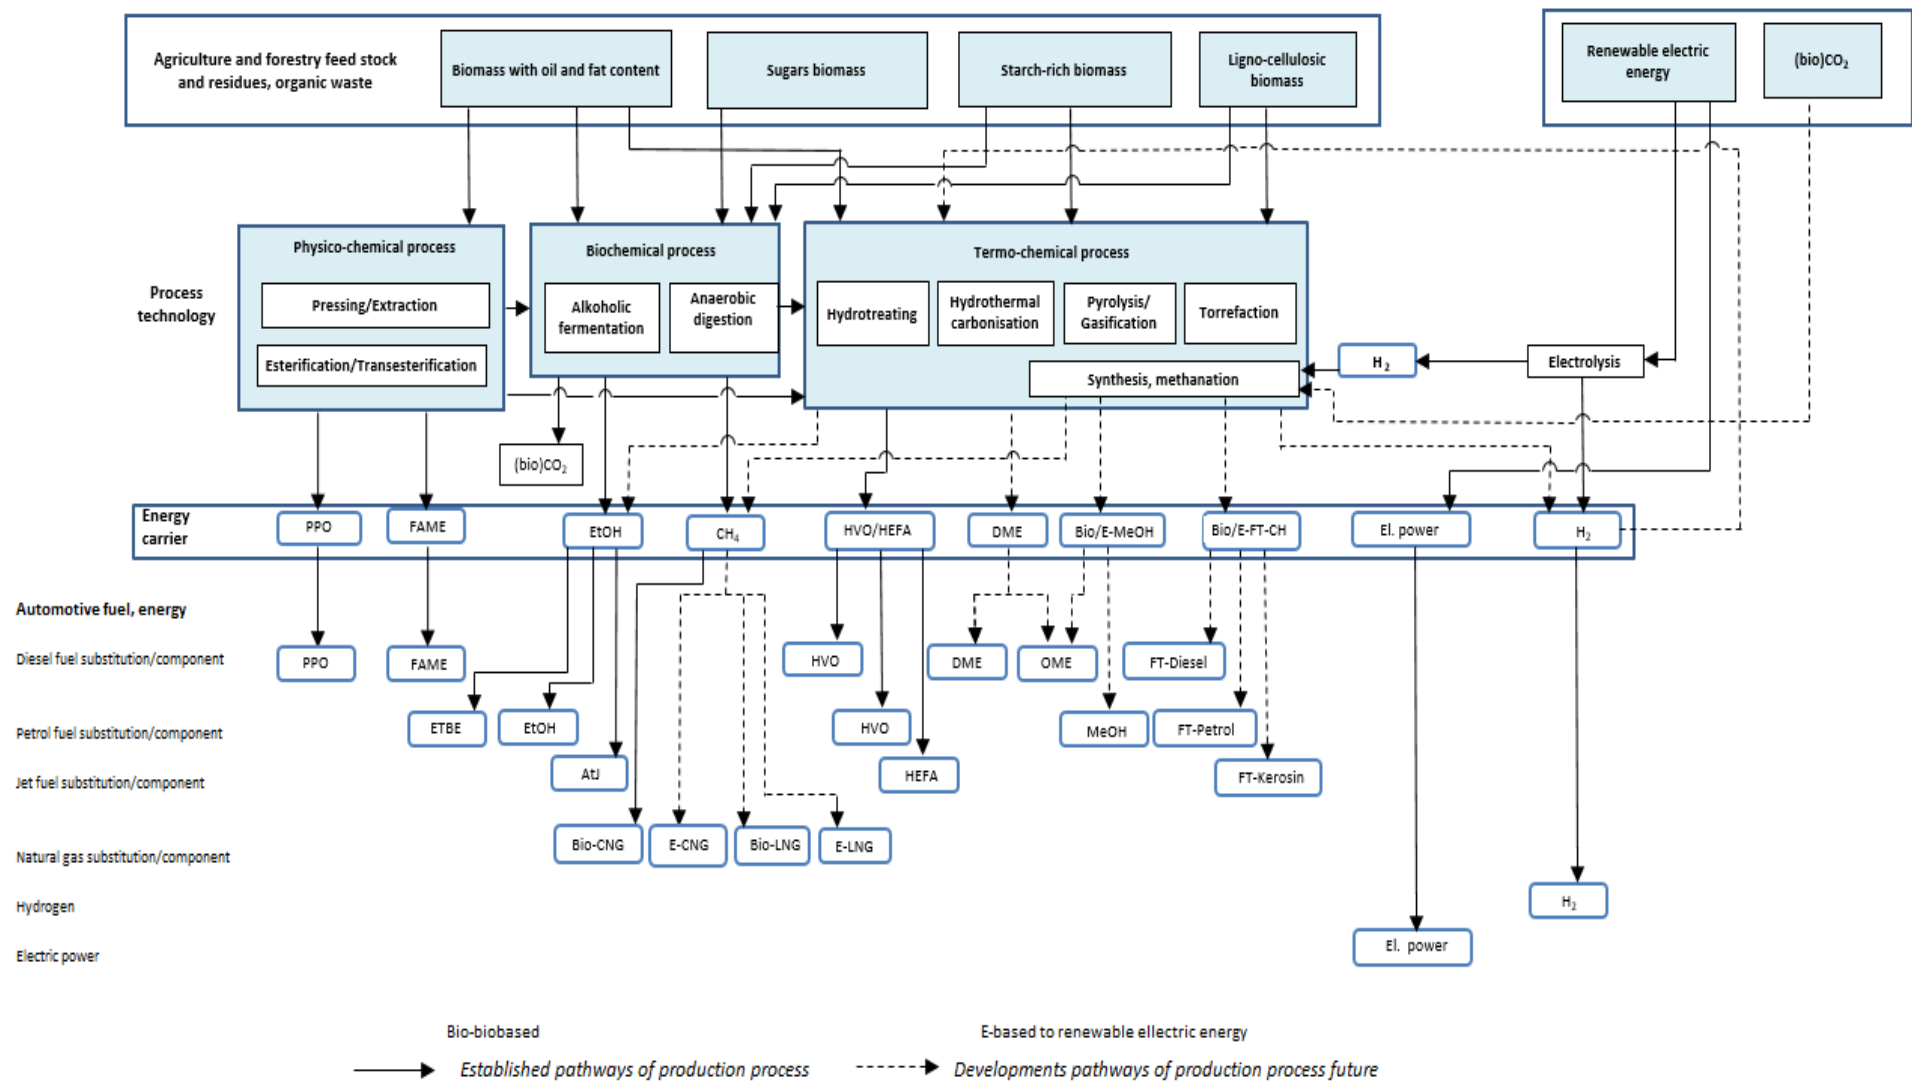 Agriculture and forestry feed stock
and residues, organic waste
Biomass with oil and fat content
Sugars biomass
Starch-rich biomass
Ligno-cellulosic
biomass
Renewable electric
energy
(bio)CO₂
Process
technology
Physico-chemical process
Pressing/Extraction
Esterification/Transesterification
Biochemical process
Alkoholic
fermentation
Anaerobic
digestion
Termo-chemical process
Hydrotreating
Hydrothermal
carbonisation
Pyrolysis/
Gasification
Torrefaction
Synthesis, methanation
H₂
Electrolysis
(bio)CO₂
Energy
carrier
PPO
FAME
EtOH
CH₄
HVO/HEFA
DME
Bio/E-MeOH
Bio/E-FT-CH
El. power
H₂
Automotive fuel, energy
Diesel fuel substitution/component
PPO
FAME
HVO
DME
OME
FT-Diesel
Petrol fuel substitution/component
ETBE
EtOH
HVO
MeOH
FT-Petrol
Jet fuel substitution/component
AtJ
HEFA
FT-Kerosin
Natural gas substitution/component
Bio-CNG
E-CNG
Bio-LNG
E-LNG
Hydrogen
H₂
Electric power
El. power
Bio-biobased
E-based to renewable ellectric energy
Established pathways of production process
Developments pathways of production process future